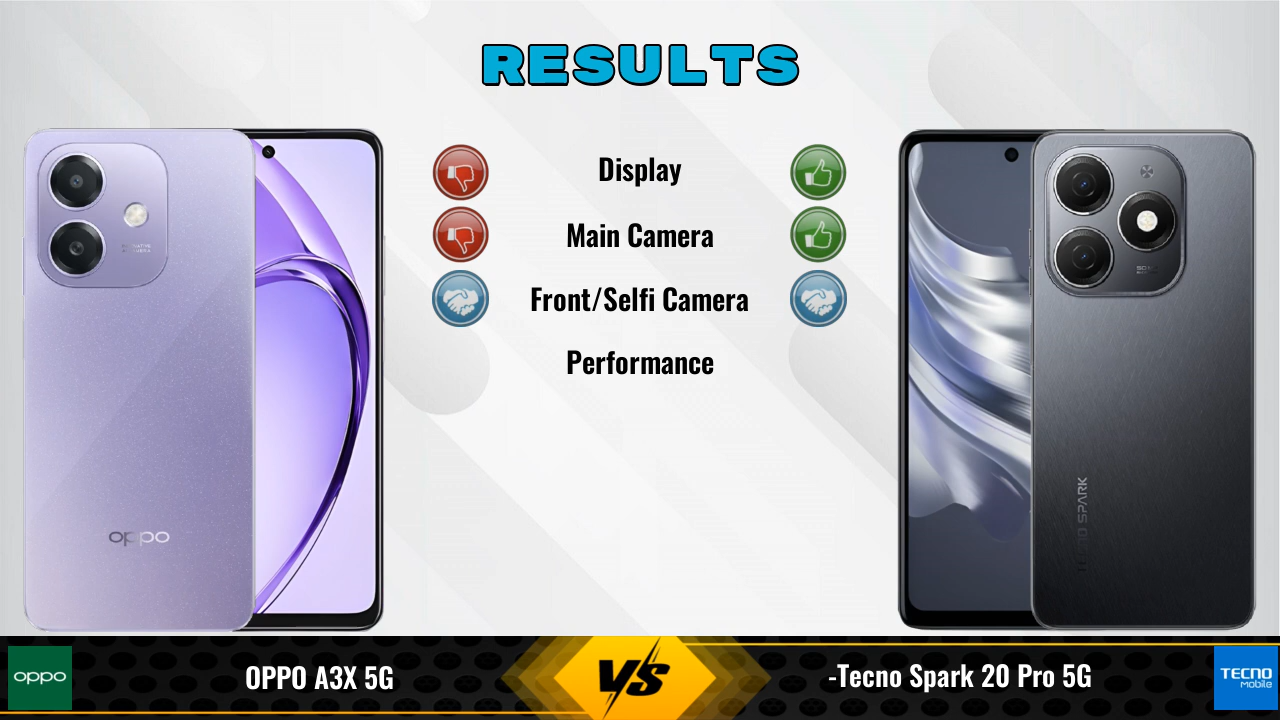 RESULTS
Display
Main Camera
Front/Selfi Camera
Performance
oppo
TECNO SPARK
oppo
OPPO A3X 5G
VS
-Tecno Spark 20 Pro 5G
TECNO
mobile